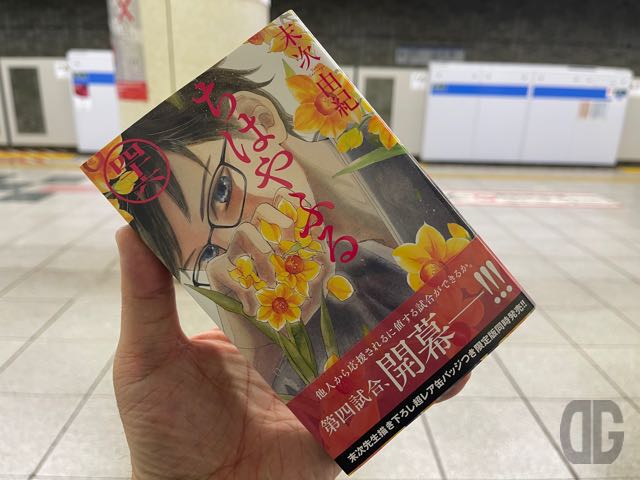 末次由紀
ちはやふる
四六
他人から応援されるに値する試合ができるか。
第四試合、開幕――!!!
末次先生描き下ろし超レア缶バッジつき限定版同時発売!!
DG